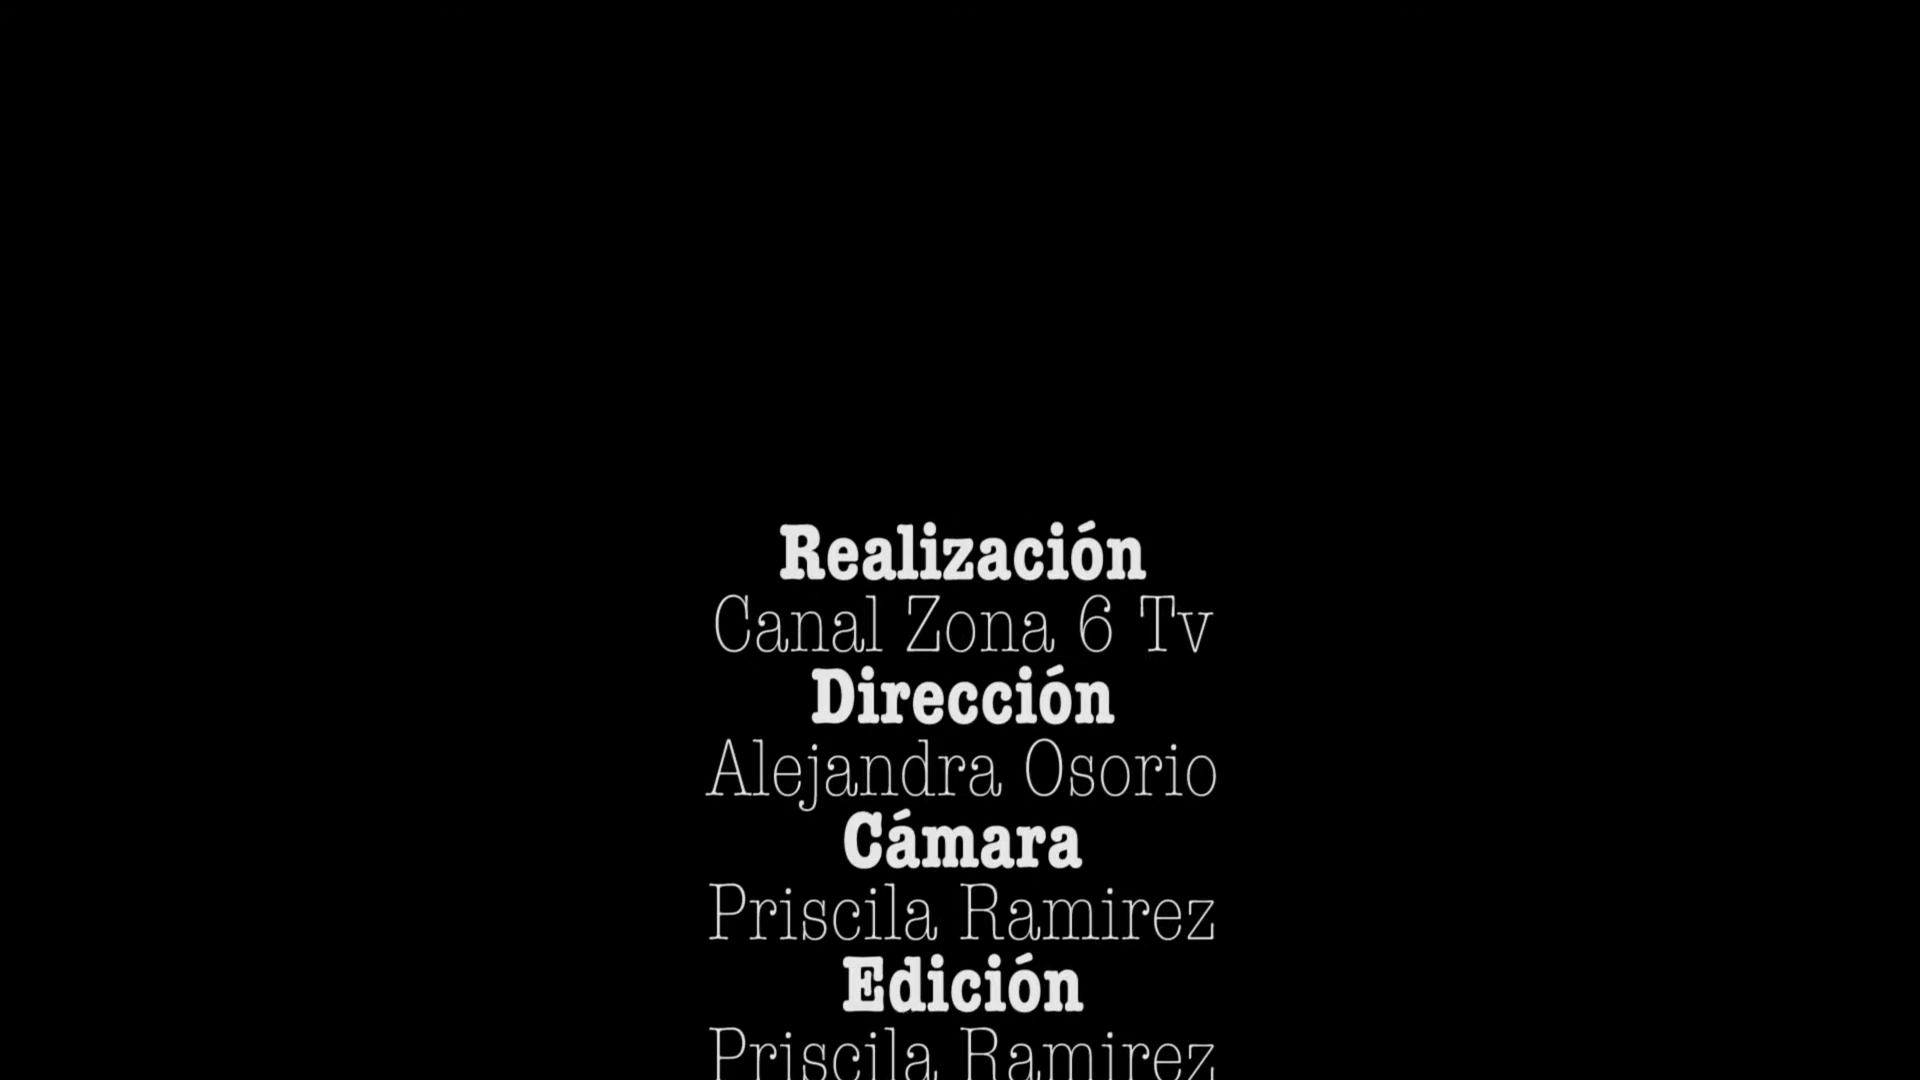 Realización
Canal Zona 6 Tv
Dirección
Alejandra Osorio
Cámara
Priscila Ramirez
Edición
Priscila Ramirez